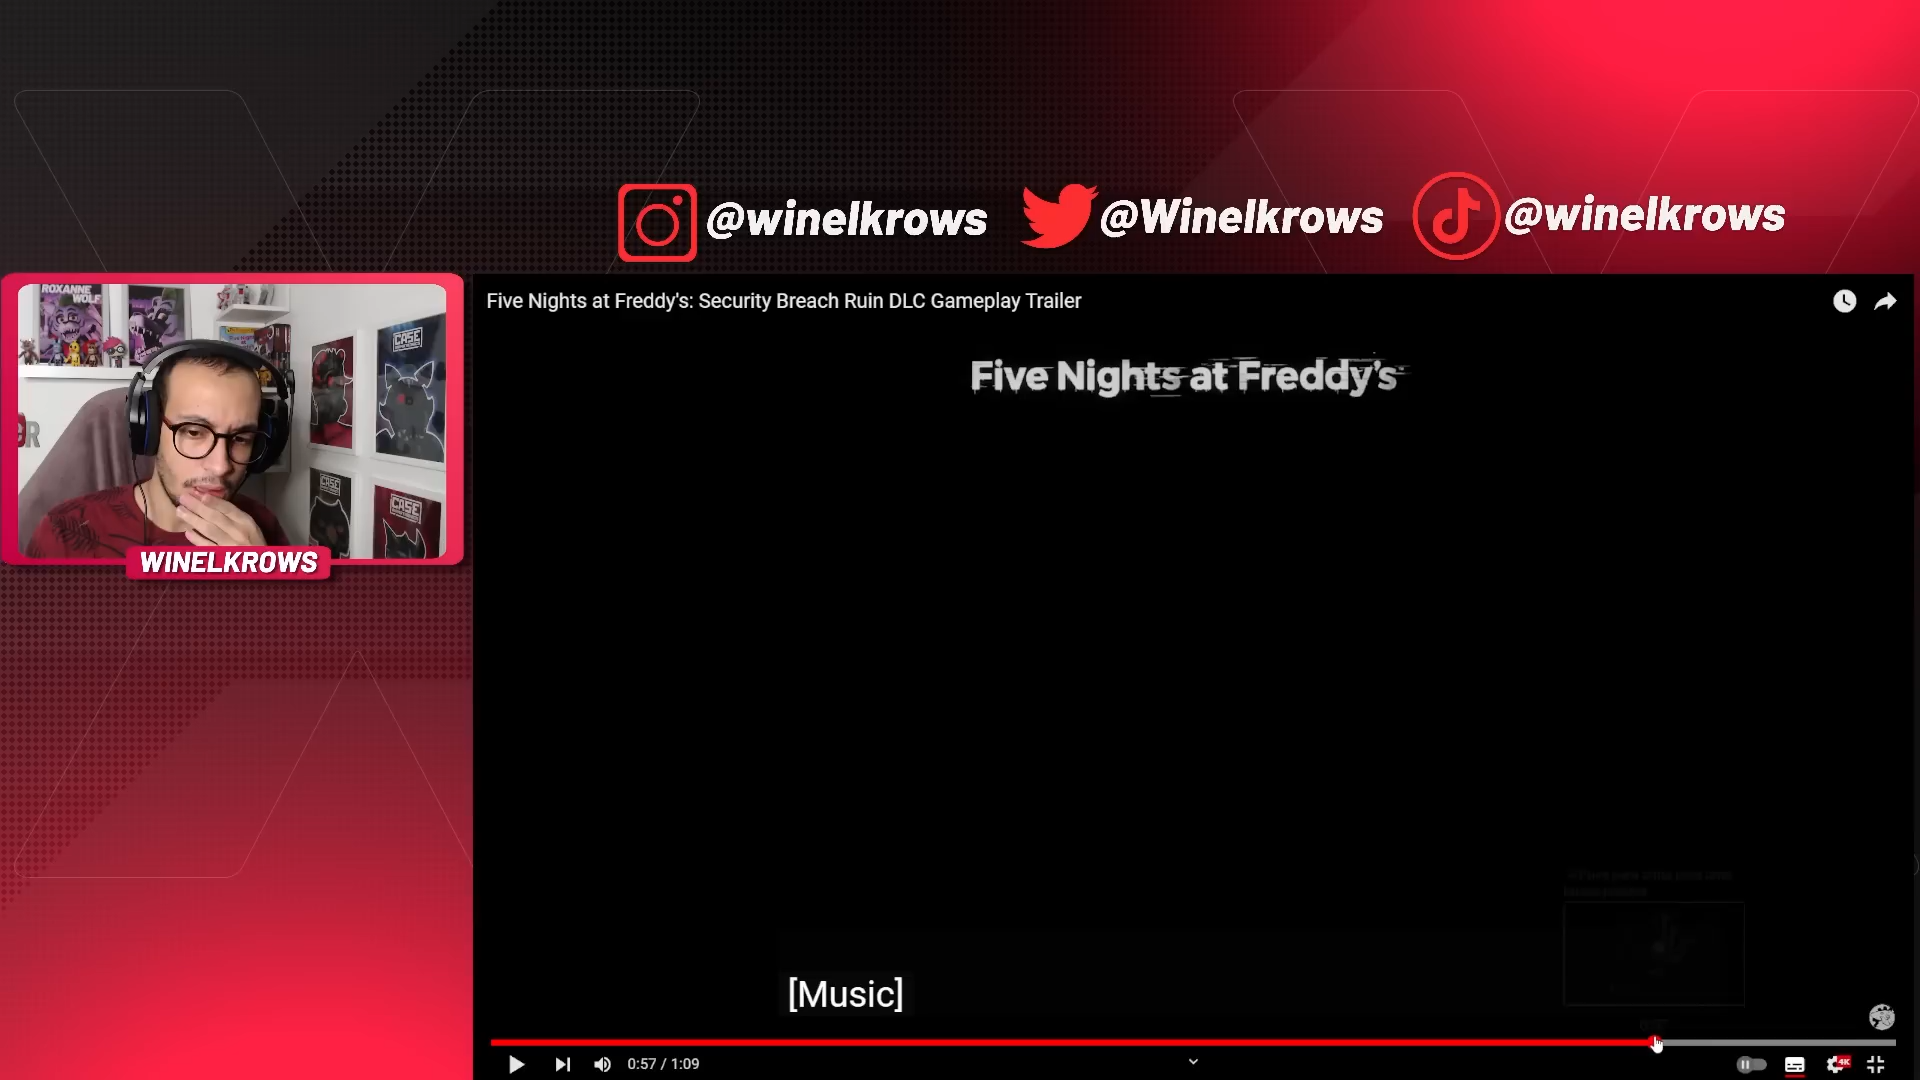 @winelkrows @Winelkrows @winelkrows
ROXANNE
WOLF
CASE
CASE
CASE
WINELKROWS
Five Nights at Freddy's: Security Breach Ruin DLC Gameplay Trailer
Five Nights at Freddy's
[Music]
0:57 / 1:09
4K